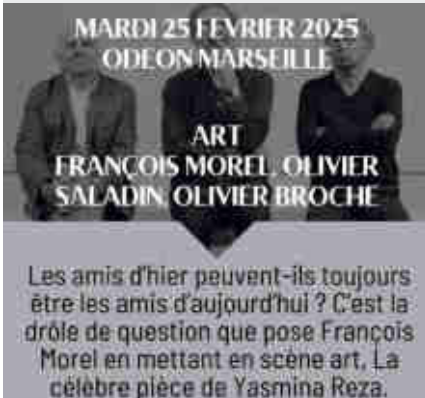 MARDI 25 FEVRIER 2025
ODEON MARSEILLE
ART
FRANÇOIS MOREL, OLIVIER
SALADIN, OLIVIER BROCHE
Les amis d'hier peuvent-ils toujours
être les amis d'aujourd'hui ? C'est la
drôle de question que pose François
Morel en mettant en scène art, La
célèbre pièce de Yasmina Reza.